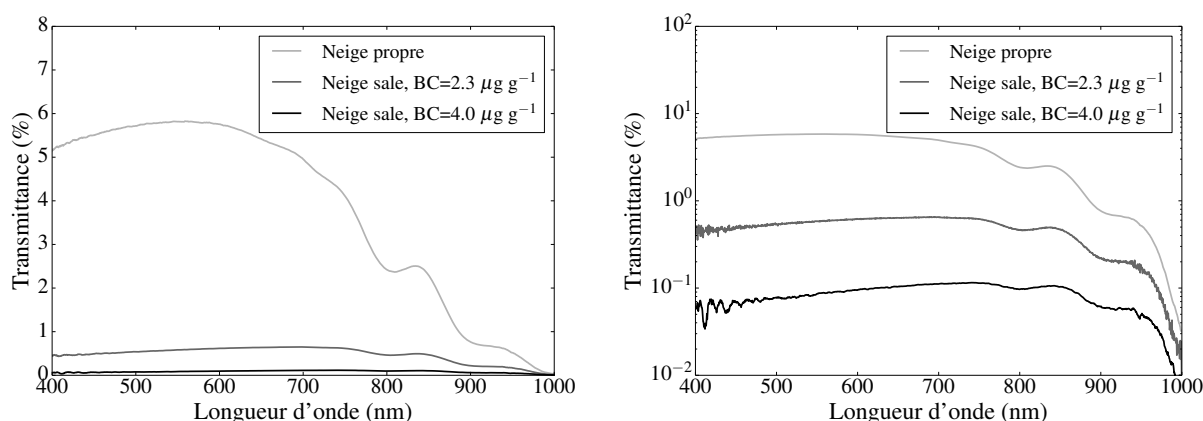 8
7
6
5
4
3
2
1
0
Transmittance (%)
400 500 600 700 800 900 1000
Longueur d'onde (nm)
Neige propre
Neige sale, BC=2.3 μg g⁻¹
Neige sale, BC=4.0 μg g⁻¹
10²
10¹
10⁰
10⁻¹
10⁻²
Transmittance (%)
400 500 600 700 800 900 1000
Longueur d'onde (nm)
Neige propre
Neige sale, BC=2.3 μg g⁻¹
Neige sale, BC=4.0 μg g⁻¹